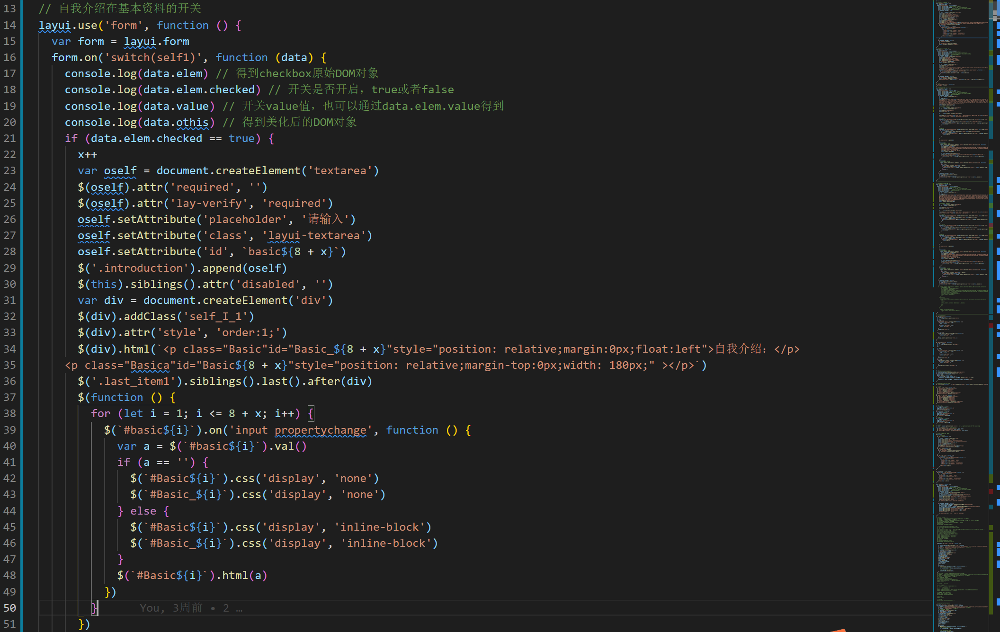 13 // 自我介绍在基本资料的开关
14 layui.use('form', function () {
15 var form = layui.form
16 form.on('switch(self1)', function (data) {
17 console.log(data.elem) // 得到checkbox原始DOM对象
18 console.log(data.elem.checked) // 开关是否开启，true或者false
19 console.log(data.value) // 开关value值，也可以通过data.elem.value得到
20 console.log(data.othis) // 得到美化后的DOM对象
21 if (data.elem.checked == true) {
22 x++
23 var oself = document.createElement('textarea')
24 $(oself).attr('required', '')
25 $(oself).attr('lay-verify', 'required')
26 oself.setAttribute('placeholder', '请输入')
27 oself.setAttribute('class', 'layui-textarea')
28 oself.setAttribute('id', `basic${8 + x}`)
29 $('.introduction').append(oself)
30 $(this).siblings().attr('disabled', '')
31 var div = document.createElement('div')
32 $(div).addClass('self_I_1')
33 $(div).attr('style', 'order:1;')
34 $(div).html(`<p class="Basic"id="Basic_${8 + x}"style="position: relative;margin:0px;float:left">自我介绍：</p>
35 <p class="Basica"id="Basic${8 + x}"style="position: relative;margin-top:0px;width: 180px;" ></p>`)
36 $('.last_item1').siblings().last().after(div)
37 $(function () {
38 for (let i = 1; i <= 8 + x; i++) {
39 $(`#basic${i}`).on('input propertychange', function () {
40 var a = $(`#basic${i}`).val()
41 if (a == '') {
42 $(`#Basic${i}`).css('display', 'none')
43 $(`#Basic_${i}`).css('display', 'none')
44 } else {
45 $(`#Basic${i}`).css('display', 'inline-block')
46 $(`#Basic_${i}`).css('display', 'inline-block')
47 }
48 $(`#Basic${i}`).html(a)
49 })
50 } You, 3周前 • 2 …
51 })